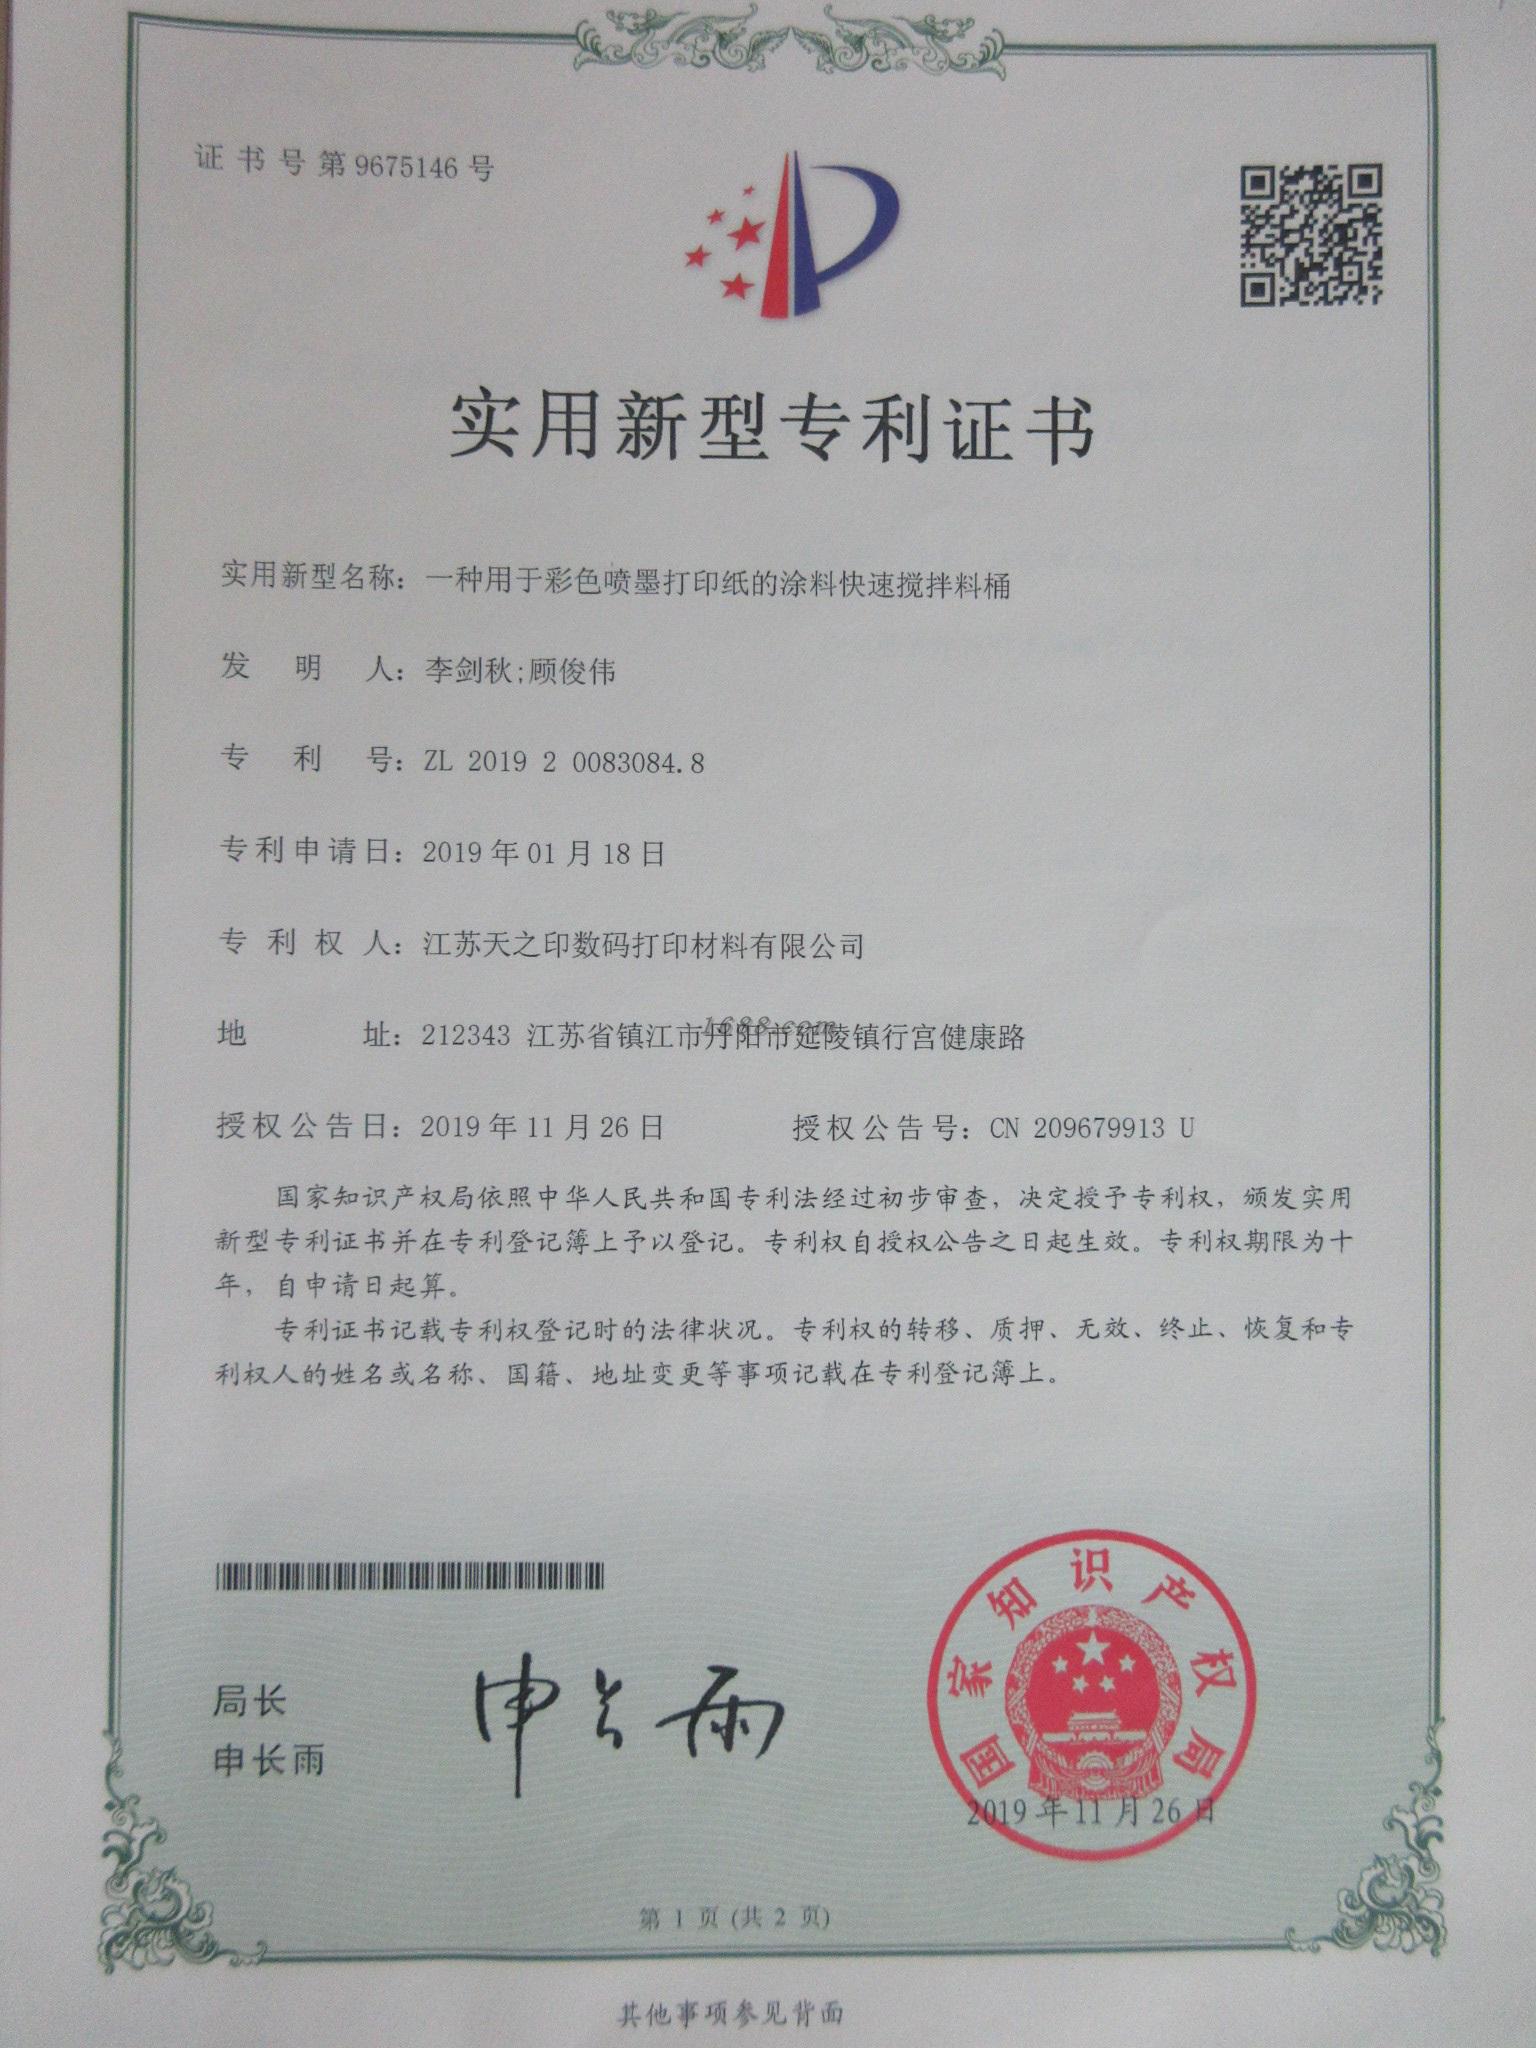 证书号第9675146号
实用新型专利证书
实用新型名称：一种用于彩色喷墨打印纸的涂料快速搅拌料桶
发明人：李剑秋;顾俊伟
专利号：ZL 2019 2 0083084.8
专利申请日：2019年01月18日
专利权人：江苏天之印数码打印材料有限公司
地址：212343 江苏省镇江市丹阳市延陵镇行宫健康路
1688.com
授权公告日：2019年11月26日 授权公告号：CN 209679913 U
国家知识产权局依照中华人民共和国专利法经过初步审查，决定授予专利权，颁发实用
新型专利证书并在专利登记簿上予以登记。专利权自授权公告之日起生效。专利权期限为十
年，自申请日起算。
专利证书记载专利权登记时的法律状况。专利权的转移、质押、无效、终止、恢复和专
利权人的姓名或名称、国籍、地址变更等事项记载在专利登记簿上。
局长
申长雨
申长雨
国家知识产权局
2019年11月26日
第 1 页 (共 2 页)
其他事项参见背面